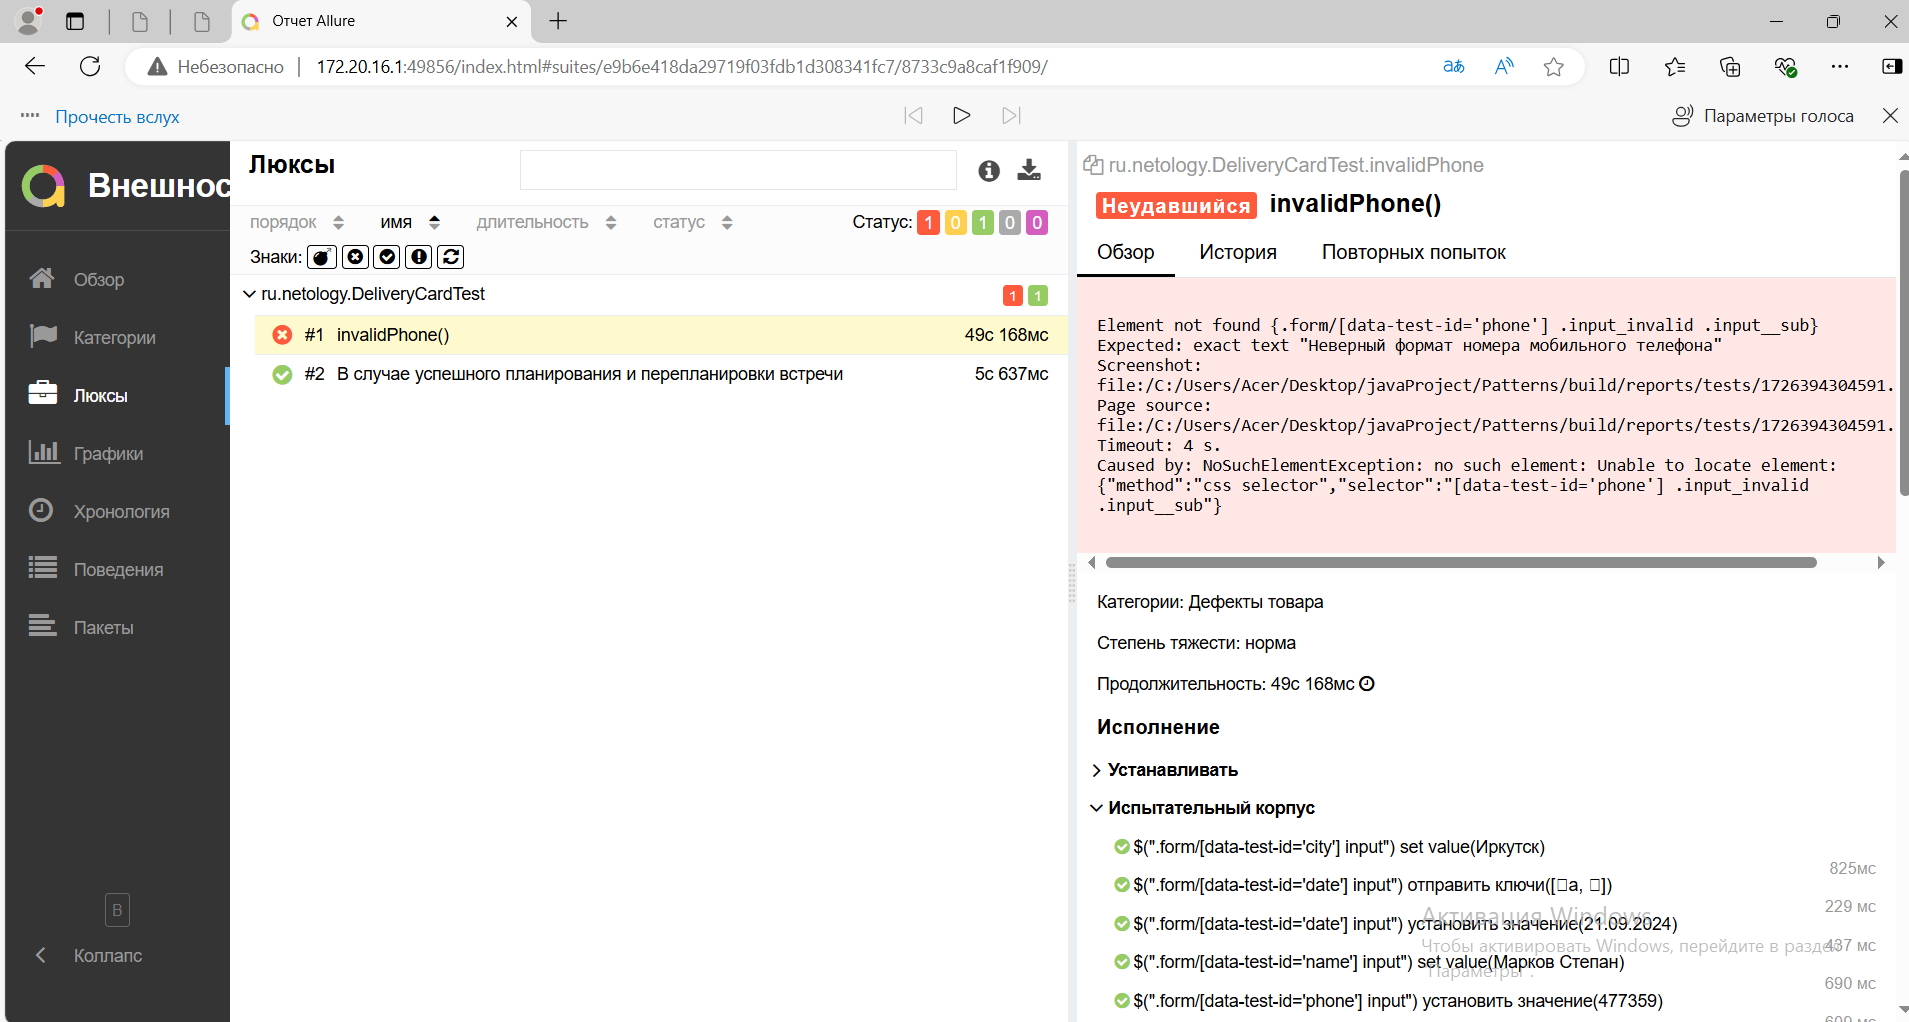 Отчет Allure
Небезопасно
172.20.16.1:49856/index.html#suites/e9b6e418da29719f03fdb1d308341fc7/8733c9a8caf1f909/
Прочесть вслух
Параметры голоса
Внешнос
Обзор
Категории
Люксы
Графики
Хронология
Поведения
Пакеты
В
Коллапс
Люксы
порядок имя длительность статус Статус: 1 0 1 0 0
Знаки:
ru.netology.DeliveryCardTest 1 1
#1 invalidPhone() 49с 168мс
#2 В случае успешного планирования и перепланировки встречи 5с 637мс
ru.netology.DeliveryCardTest.invalidPhone
Неудавшийся invalidPhone()
Обзор История Повторных попыток
Element not found {.form/[data-test-id='phone'] .input_invalid .input__sub}
Expected: exact text "Неверный формат номера мобильного телефона"
Screenshot:
file:/C:/Users/Acer/Desktop/javaProject/Patterns/build/reports/tests/1726394304591.
Page source:
file:/C:/Users/Acer/Desktop/javaProject/Patterns/build/reports/tests/1726394304591.
Timeout: 4 s.
Caused by: NoSuchElementException: no such element: Unable to locate element:
{"method":"css selector","selector":"[data-test-id='phone'] .input_invalid
.input__sub"}
Категории: Дефекты товара
Степень тяжести: норма
Продолжительность: 49с 168мс
Исполнение
Устанавливать
Испытательный корпус
$(".form/[data-test-id='city'] input") set value(Иркутск)
825мс
$(".form/[data-test-id='date'] input") отправить ключи([□a, □])
229 мс
$(".form/[data-test-id='date'] input") установить значение(21.09.2024)
437 мс
$(".form/[data-test-id='name'] input") set value(Марков Степан)
690 мс
$(".form/[data-test-id='phone'] input") установить значение(477359)
Активация Windows
Чтобы активировать Windows, перейдите в раздел
"Параметры".